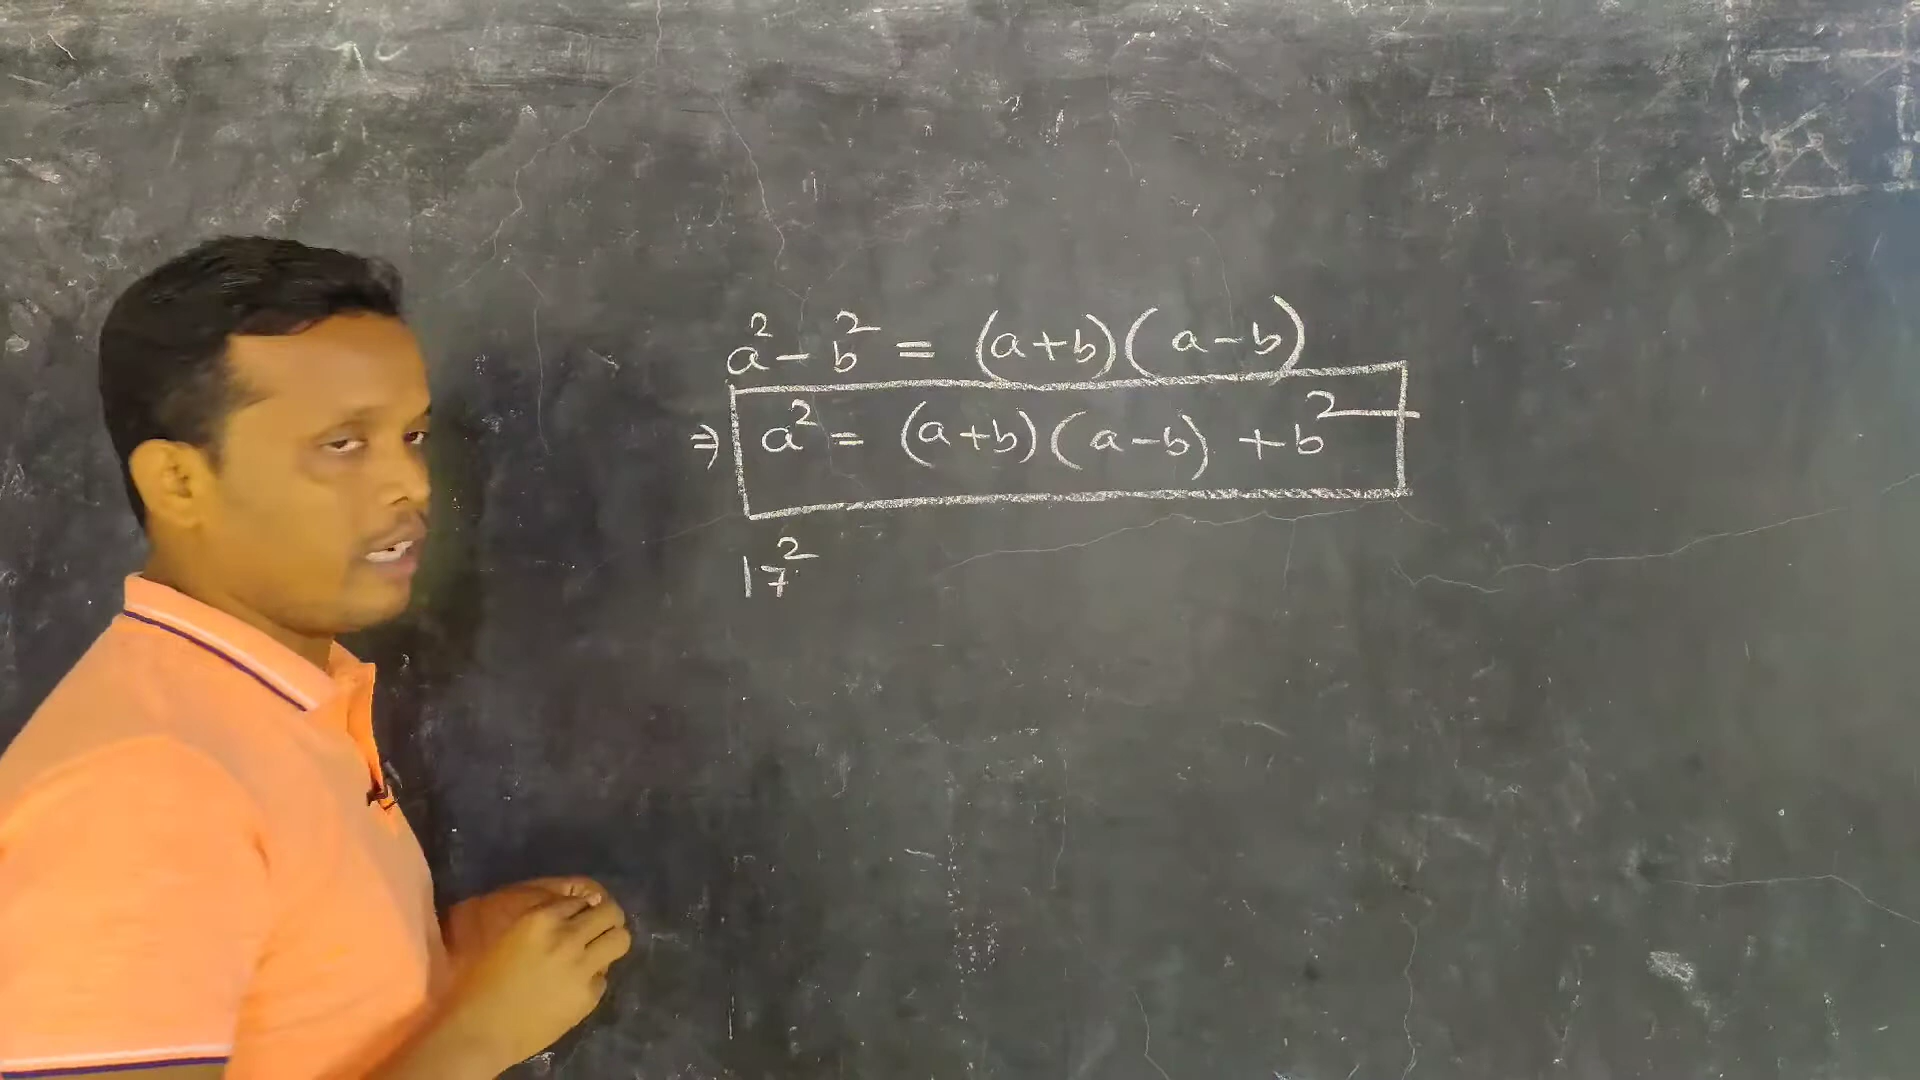 a² - b² = (a+b)(a-b)
⇒ a² = (a+b)(a-b) + b²
17²